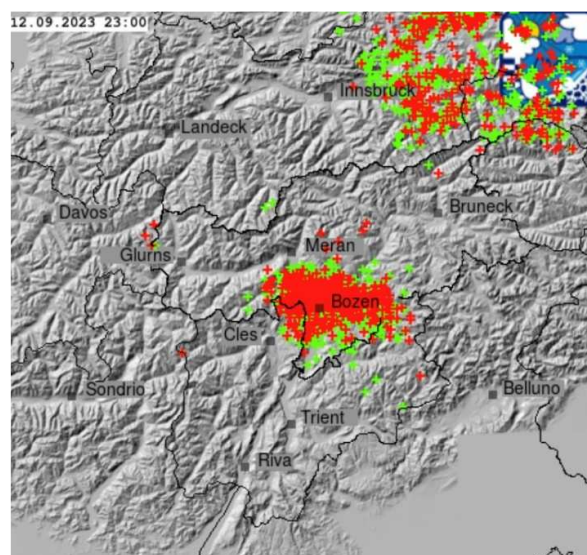 12.09.2023 23:00
Innsbruck
Landeck
Davos
Bruneck
Meran
Glurns
Bozen
Cles
Sondrio
Belluno
Trient
Riva